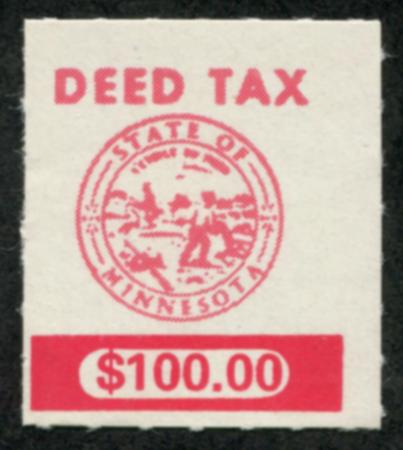 DEED TAX
STATE OF
MINNESOTA
$100.00